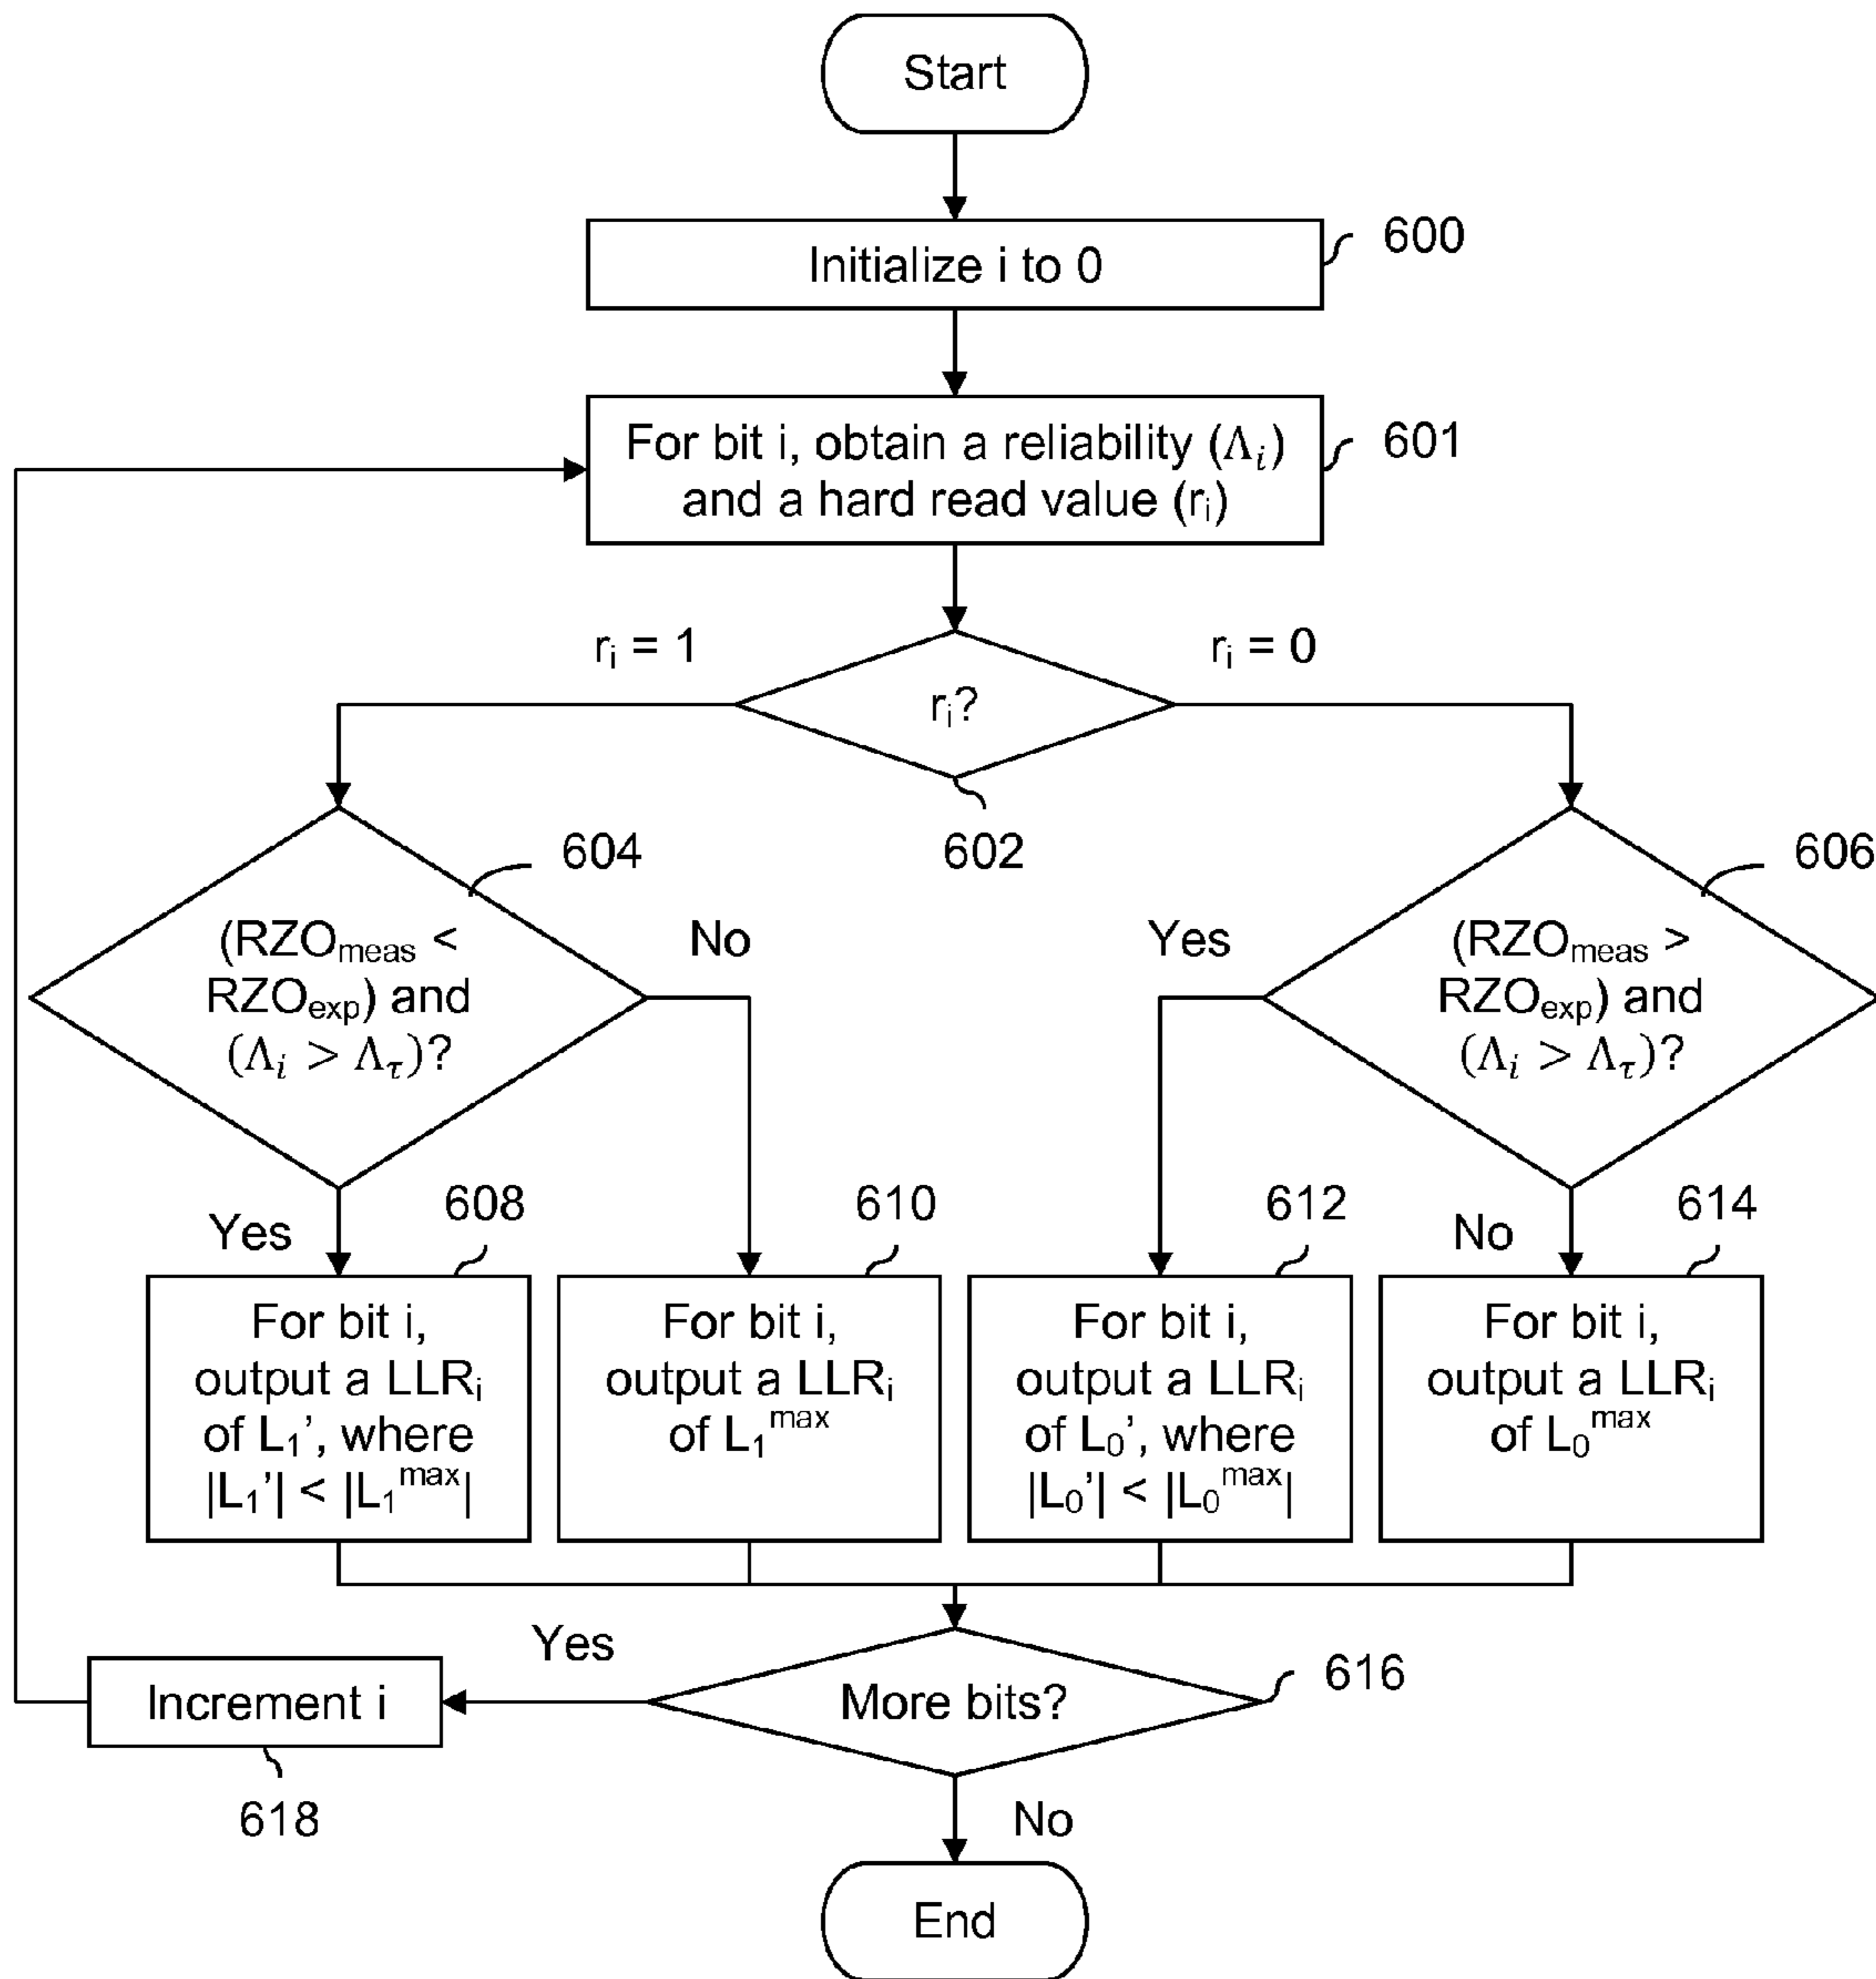 Start
Initialize i to 0
600
For bit i, obtain a reliability (Λᵢ)
and a hard read value (rᵢ)
601
rᵢ = 1
rᵢ = 0
rᵢ?
602
604
(RZOmeas <
RZOexp) and
(Λᵢ > Λτ)?
No
606
Yes
(RZOmeas >
RZOexp) and
(Λᵢ > Λτ)?
Yes
608
For bit i,
output a LLRᵢ
of L₁’, where
|L₁’| < |L₁ᵐᵃˣ|
610
For bit i,
output a LLRᵢ
of L₁ᵐᵃˣ
612
For bit i,
output a LLRᵢ
of L₀’, where
|L₀’| < |L₀ᵐᵃˣ|
No
614
For bit i,
output a LLRᵢ
of L₀ᵐᵃˣ
Yes
Increment i
618
More bits?
616
No
End